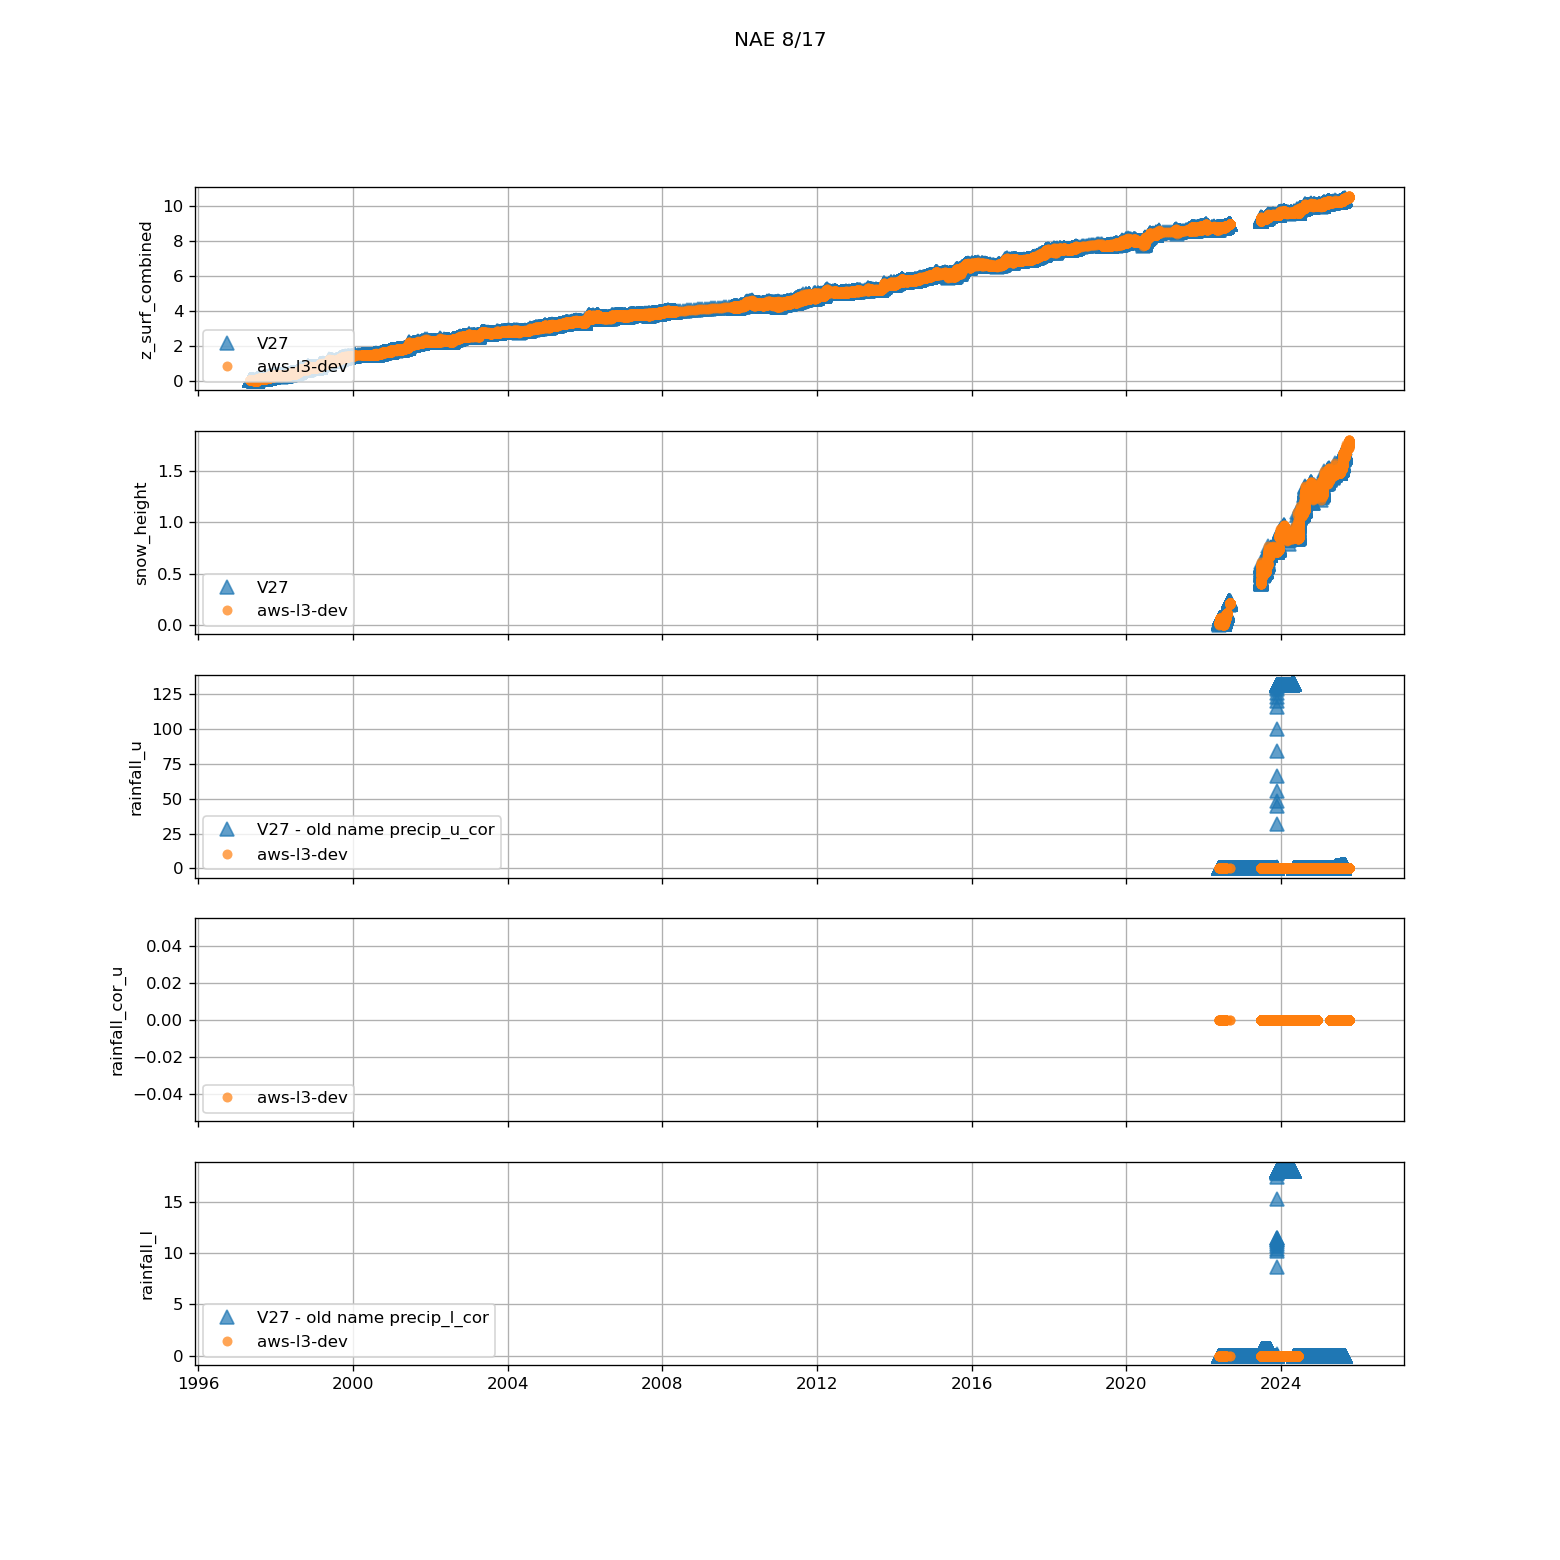 NAE 8/17
10
8
6
4
2
0
z_surf_combined
V27
aws-l3-dev
1.5
1.0
0.5
0.0
snow_height
V27
aws-l3-dev
125
100
75
50
25
0
rainfall_u
V27 - old name precip_u_cor
aws-l3-dev
0.04
0.02
0.00
−0.02
−0.04
rainfall_cor_u
aws-l3-dev
15
10
5
0
rainfall_l
V27 - old name precip_l_cor
aws-l3-dev
1996 2000 2004 2008 2012 2016 2020 2024